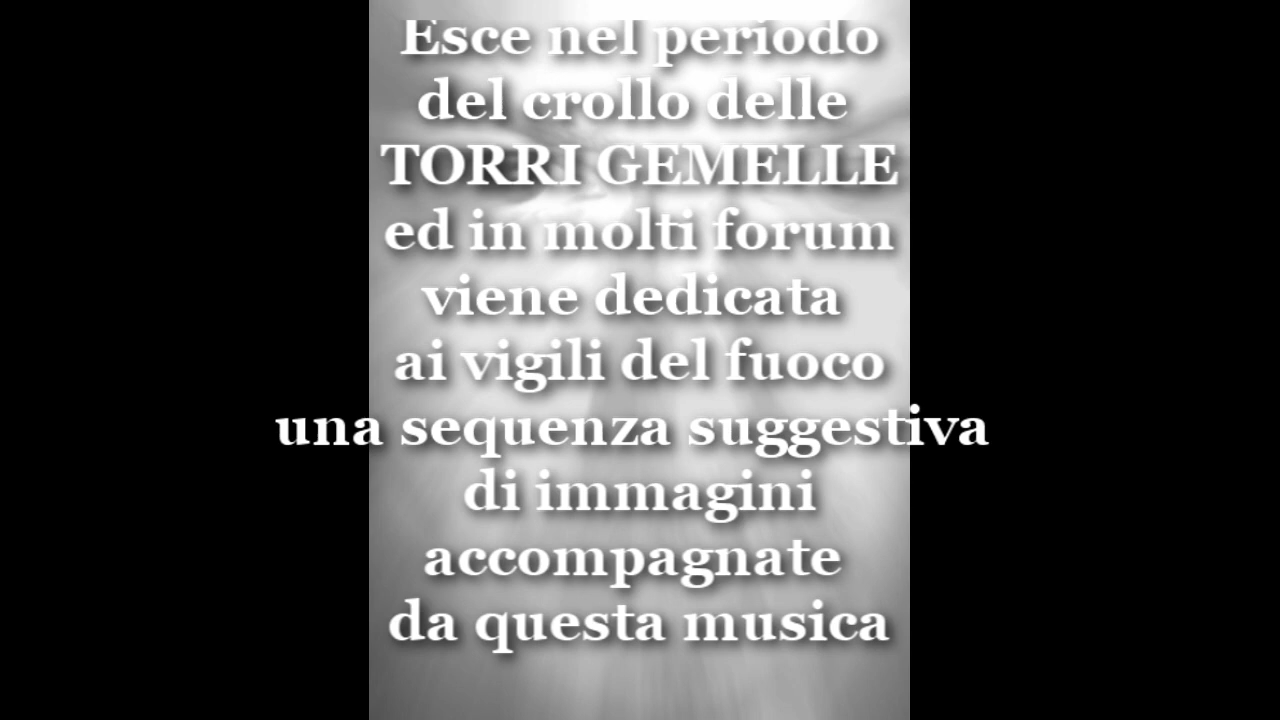 Esce nel periodo
del crollo delle
TORRI GEMELLE
ed in molti forum
viene dedicata
ai vigili del fuoco
una sequenza suggestiva
di immagini
accompagnate
da questa musica